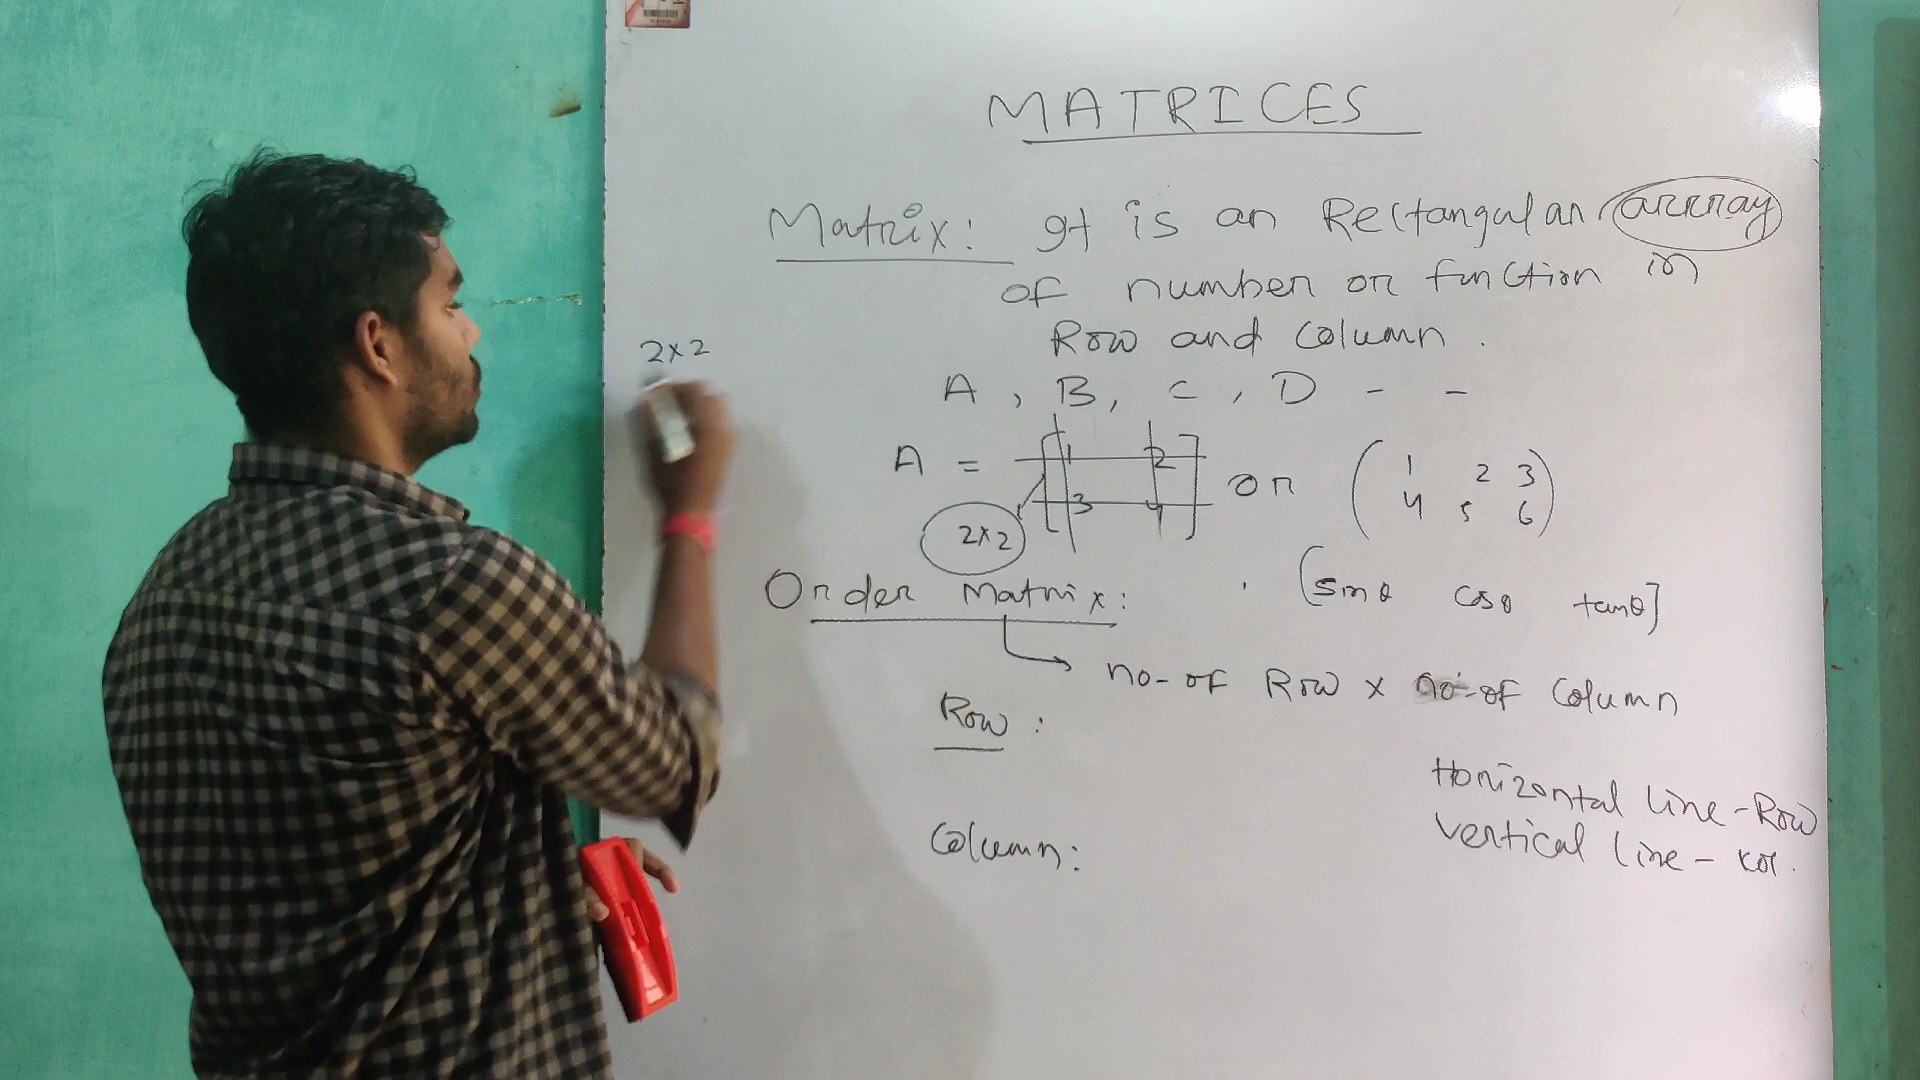 MATRICES
Matrix: It is an Rectangular arrray
of number or function in
Row and column.
2x2
A, B, C, D - -
A = [1 2
3 4] or (1 2 3
4 5 6)
2x2
[sinθ cosθ tanθ]
Order Matrix:
no-of Row x no-of Column
Row:
Horizontal line-Row
Column:
Vertical line-